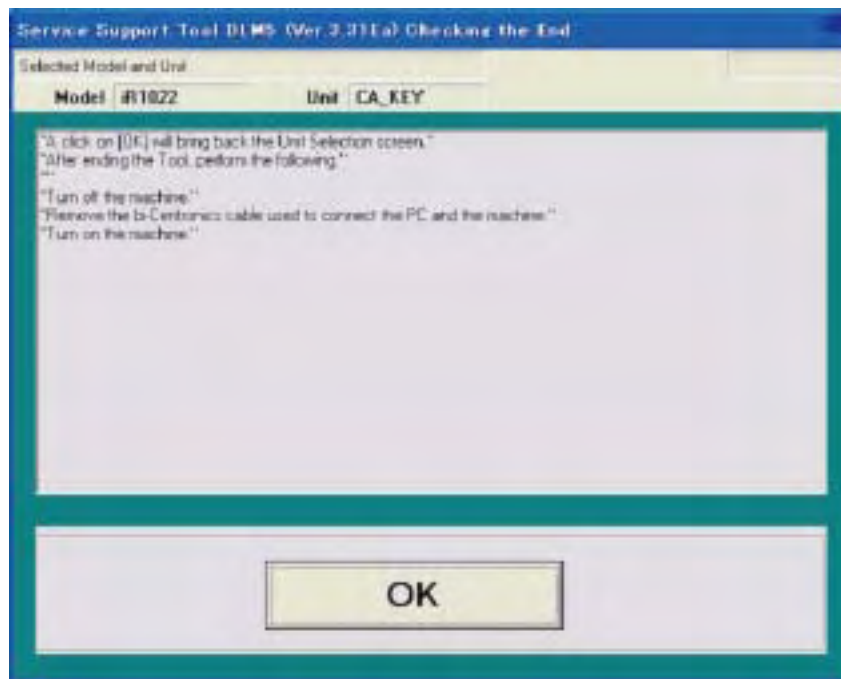 Service Support Tool DLM5 (Ver 3.31Ea) Checking the End
Selected Model and Unit
Model iR1022 Unit CA_KEY
"A click on [OK] will bring back the Unit Selection screen."
"After ending the Tool, perform the following."
""
"Turn off the machine."
"Remove the bi-Centronics cable used to connect the PC and the machine."
"Turn on the machine."
OK